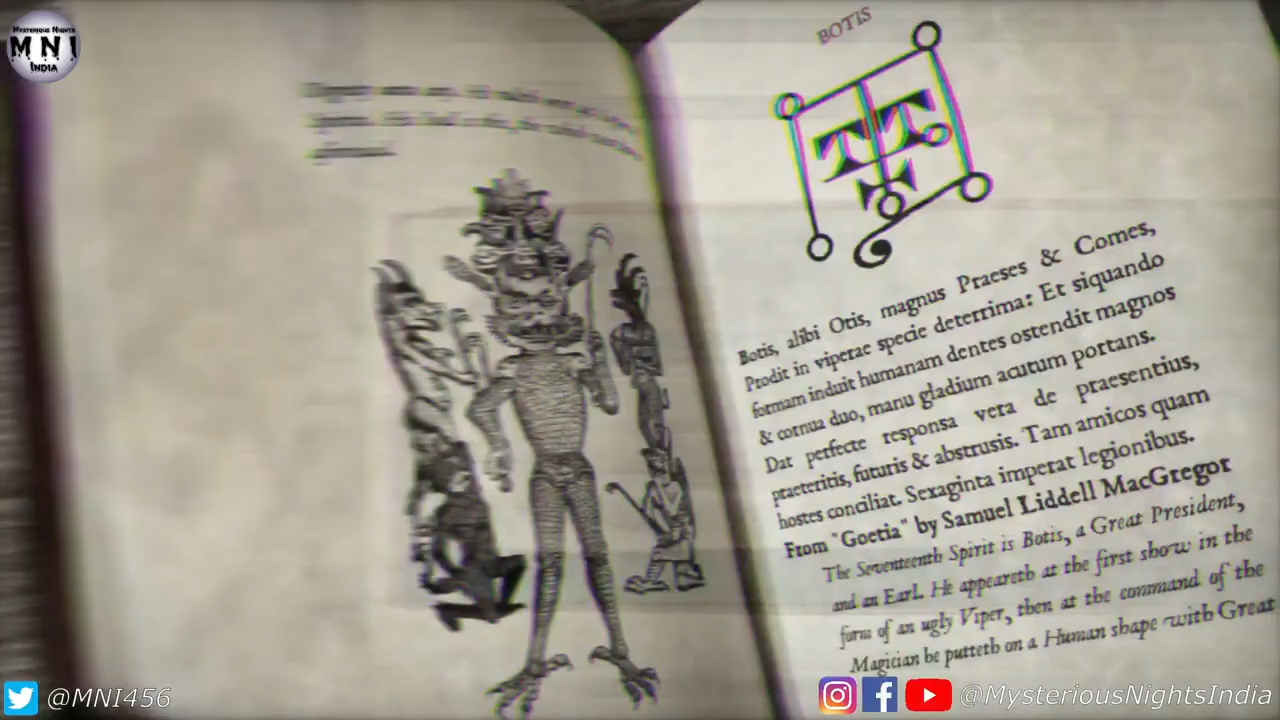 MYSTERIOUS NIGHTS
MNI
INDIA
BOTIS
Botis, alibi Otis, magnus Praeses & Comes,
Prodit in viperae specie deterrima: Et siquando
formam induit humanam dentes ostendit magnos
& cornua duo, manu gladium acutum portans.
Dat perfecte responsa vera de praesentius,
praeteritis, futuris & abstrusis. Tam amicos quam
hostes conciliat. Sexaginta imperat legionibus.
From "Goetia" by Samuel Liddell MacGregor
The Seventeenth Spirit is Botis, a Great President,
and an Earl. He appeareth at the first show in the
form of an ugly Viper, then at the command of the
Magician he putteth on a Human shape with Great
@MNI456
@MysteriousNightsIndia